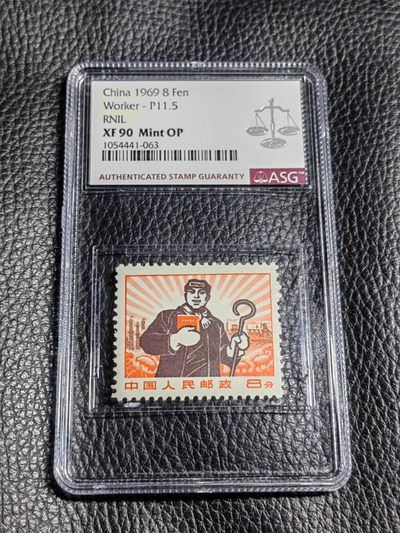 China 1969 8 Fen
Worker - P11.5
RNIL
XF 90 Mint OP
1054441-063
AUTHENTICATED STAMP GUARANTY
ASG™
中国人民邮政 8分